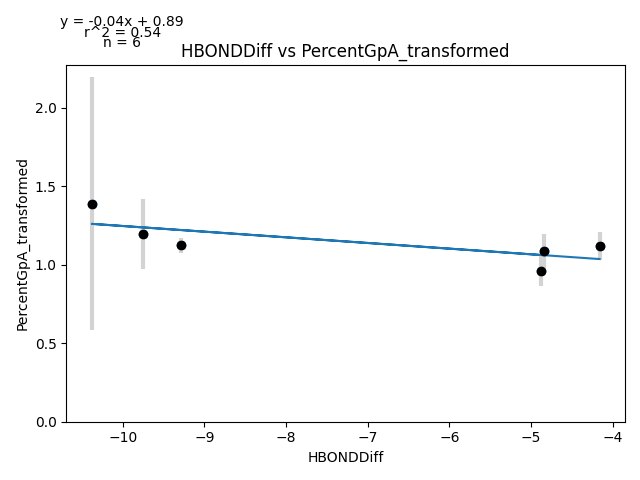 y = -0.04x + 0.89
r^2 = 0.54
n = 6
HBONDDiff vs PercentGpA_transformed
PercentGpA_transformed
2.0
1.5
1.0
0.5
0.0
−10
−9
−8
−7
−6
−5
−4
HBONDDiff